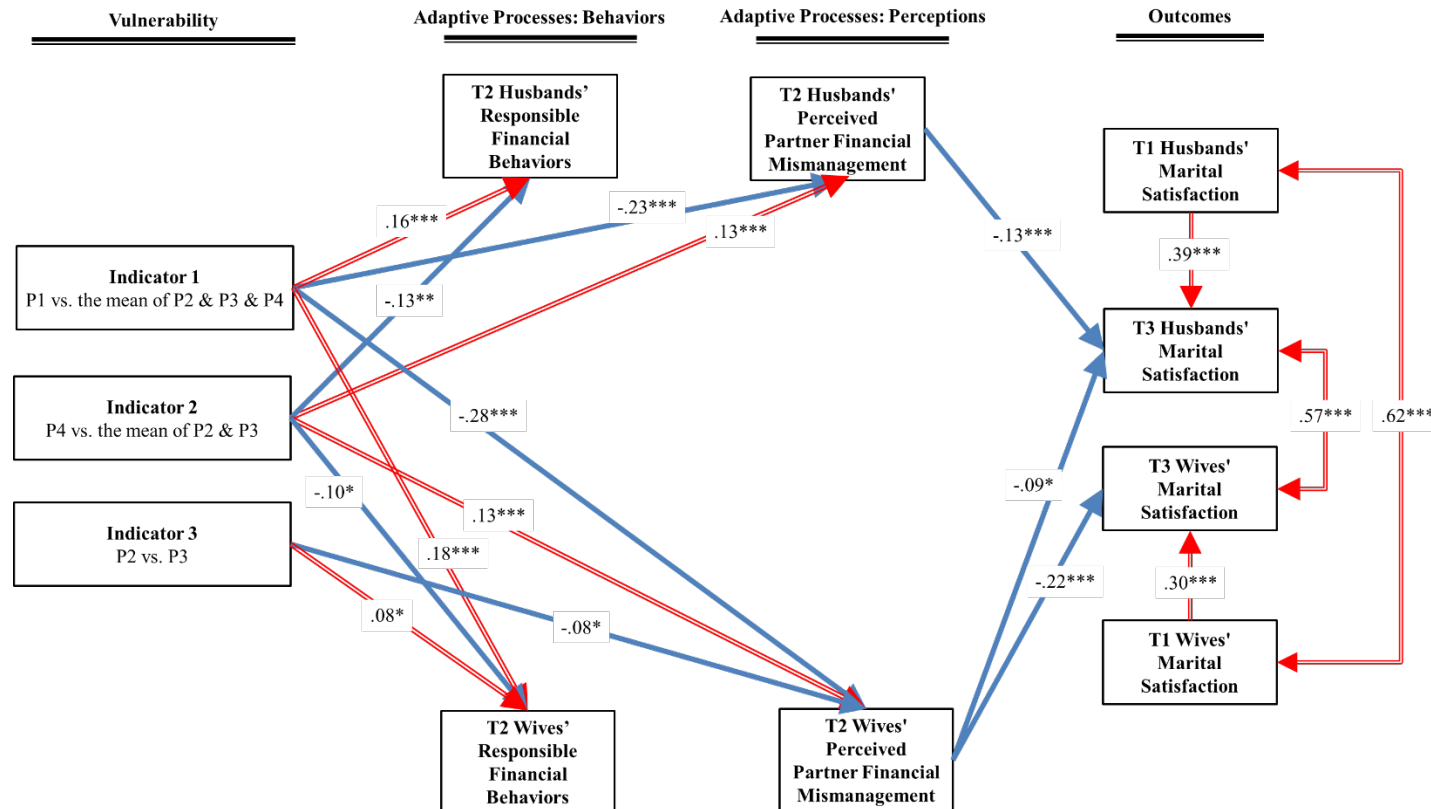 Vulnerability
Adaptive Processes: Behaviors
Adaptive Processes: Perceptions
Outcomes
T2 Husbands’
Responsible
Financial
Behaviors
T2 Husbands'
Perceived
Partner Financial
Mismanagement
T1 Husbands'
Marital
Satisfaction
.16***
-.23***
.13***
-.13***
.39***
Indicator 1
P1 vs. the mean of P2 & P3 & P4
-.13**
T3 Husbands'
Marital
Satisfaction
Indicator 2
P4 vs. the mean of P2 & P3
-.28***
.57***
.62***
T3 Wives'
Marital
Satisfaction
-.10*
.13***
-.09*
Indicator 3
P2 vs. P3
.18***
-.22***
.30***
.08*
-.08*
T1 Wives'
Marital
Satisfaction
T2 Wives’
Responsible
Financial
Behaviors
T2 Wives'
Perceived
Partner Financial
Mismanagement